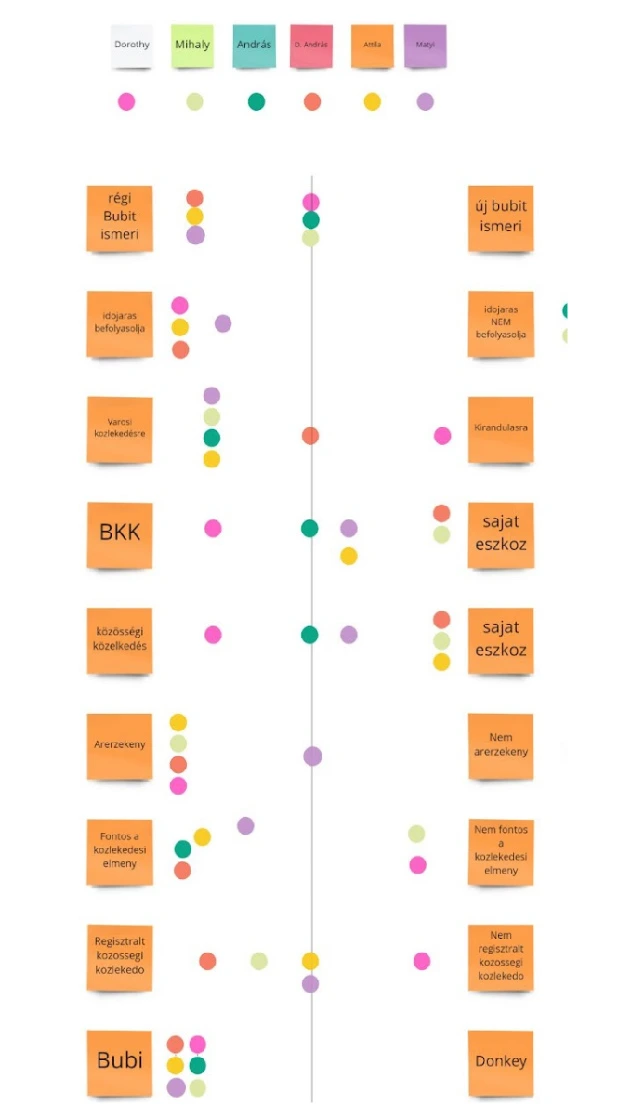 Dorothy
Mihaly
András
D. András
Attila
Matyi
régi
Bubit
ismeri
új bubit
ismeri
idojaras
befolyasolja
idojaras
NEM
befolyasolja
Varosi
kozlekedésre
Kirandulasra
BKK
sajat
eszkoz
közösségi
közelkedés
sajat
eszkoz
Arerzekeny
Nem
arerzekeny
Fontos a
kozlekedesi
elmeny
Nem fontos
a
kozlekedesi
elmeny
Regisztralt
kozossegi
kozlekedo
Nem
regisztralt
kozossegi
kozlekedo
Bubi
Donkey